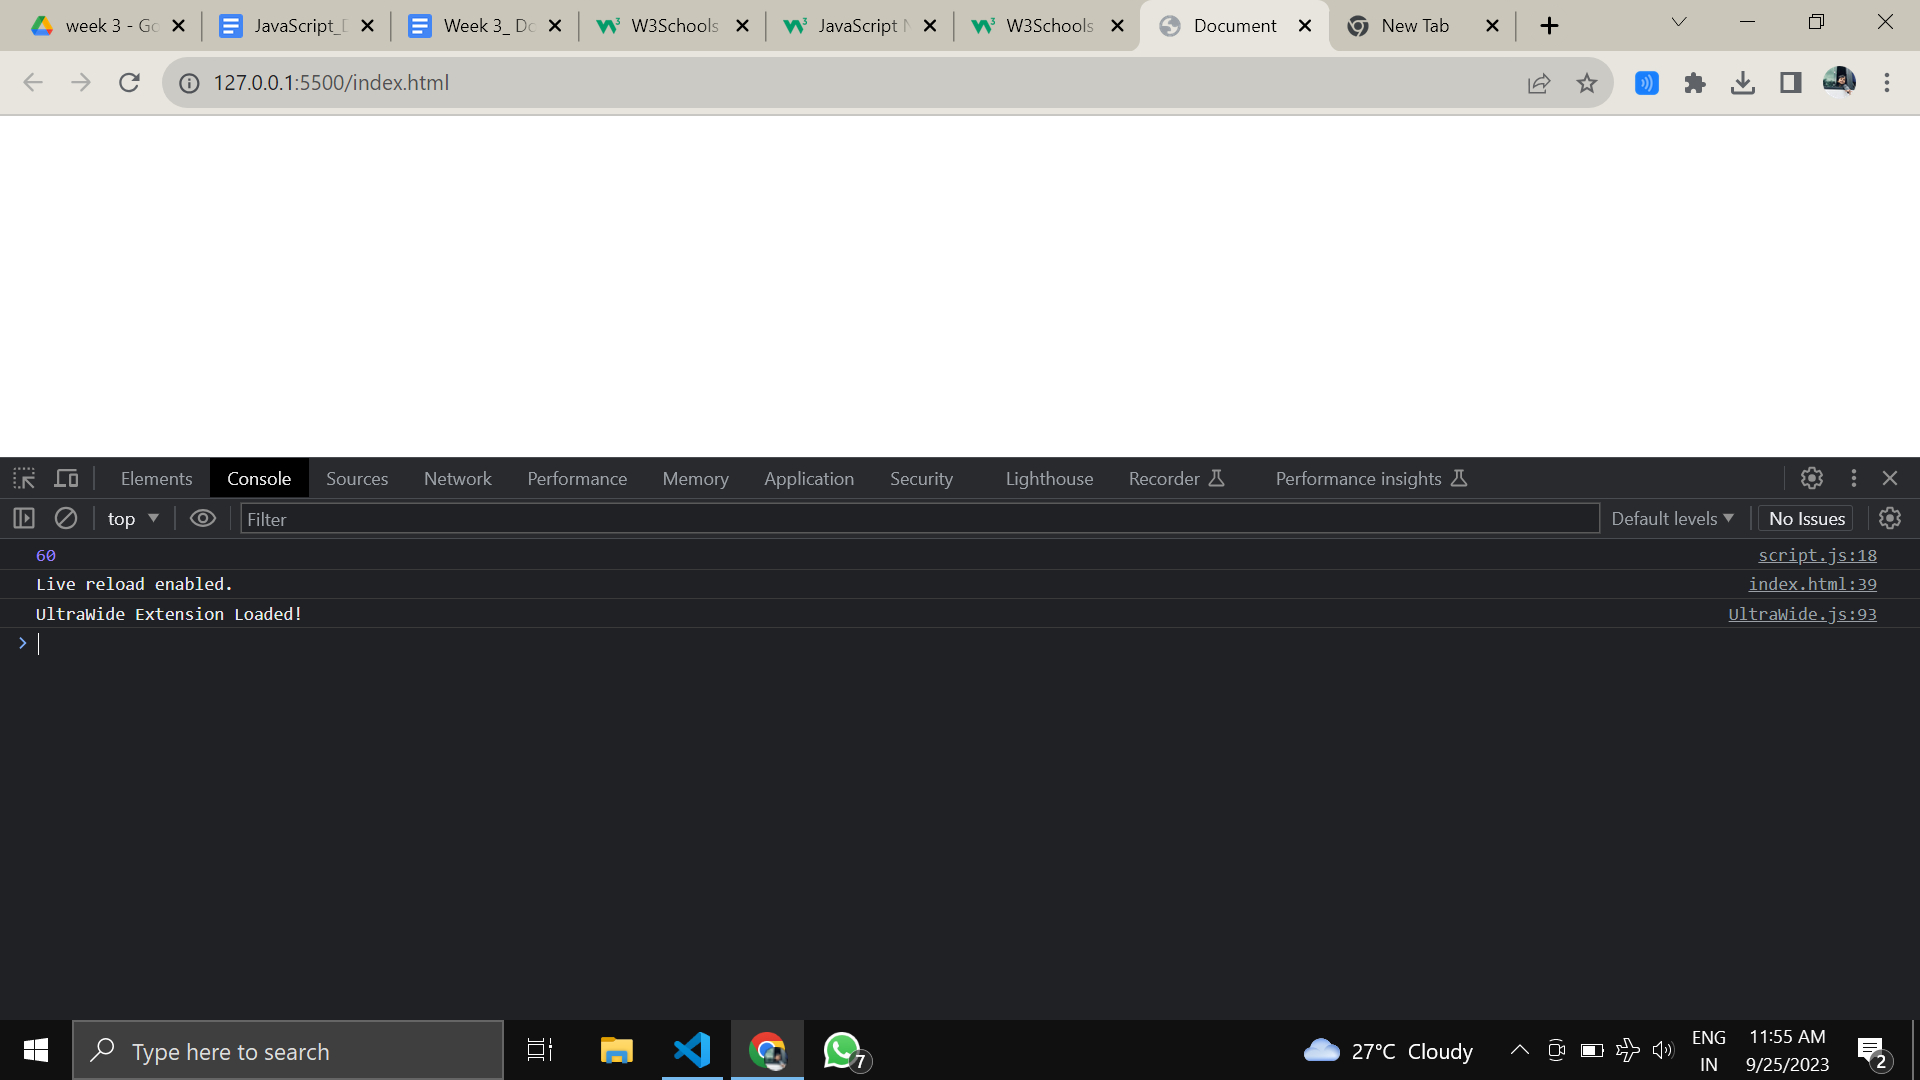 week 3 - Go
JavaScript_D
Week 3_ Do
W3Schools
JavaScript N
W3Schools
Document
New Tab
127.0.0.1:5500/index.html
Elements
Console
Sources
Network
Performance
Memory
Application
Security
Lighthouse
Recorder
Performance insights
top
Filter
Default levels
No Issues
60 script.js:18
Live reload enabled. index.html:39
UltraWide Extension Loaded! UltraWide.js:93
Type here to search
7
27°C Cloudy
ENG
IN
11:55 AM
9/25/2023
2